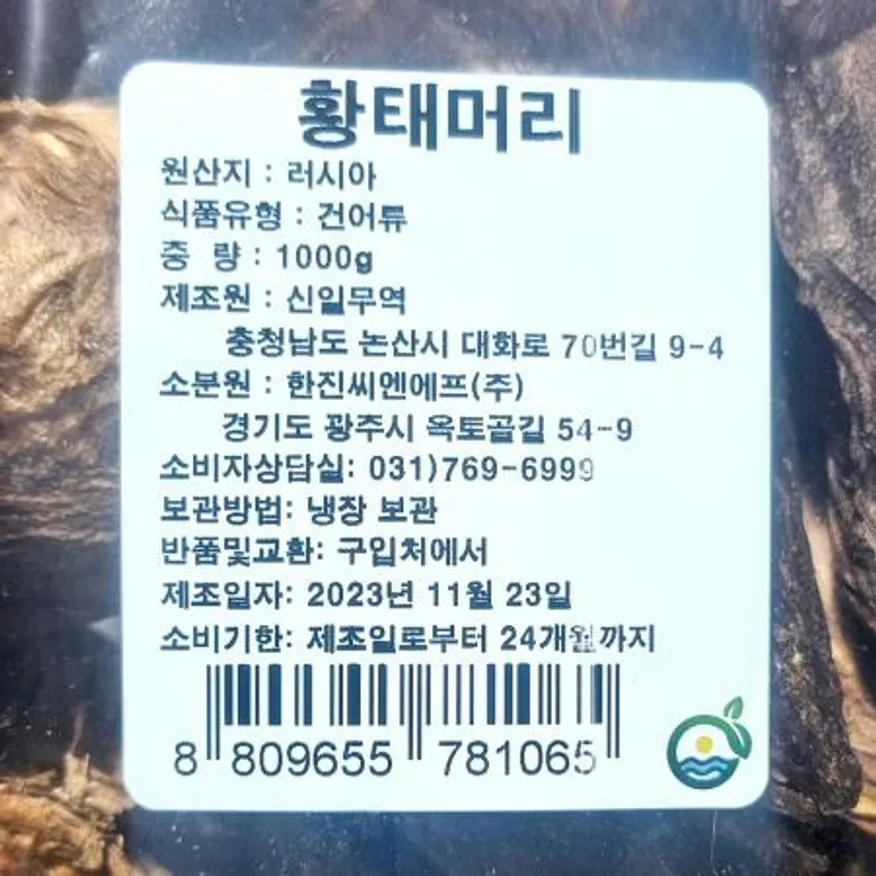 황태머리
원산지 : 러시아
식품유형 : 건어류
중 량 : 1000g
제조원 : 신일무역
충청남도 논산시 대화로 70번길 9-4
소분원 : 한진씨엔에프(주)
경기도 광주시 옥토골길 54-9
소비자상담실: 031)769-6999
보관방법: 냉장 보관
반품및교환: 구입처에서
제조일자: 2023년 11월 23일
소비기한: 제조일로부터 24개월까지
8 809655 781065